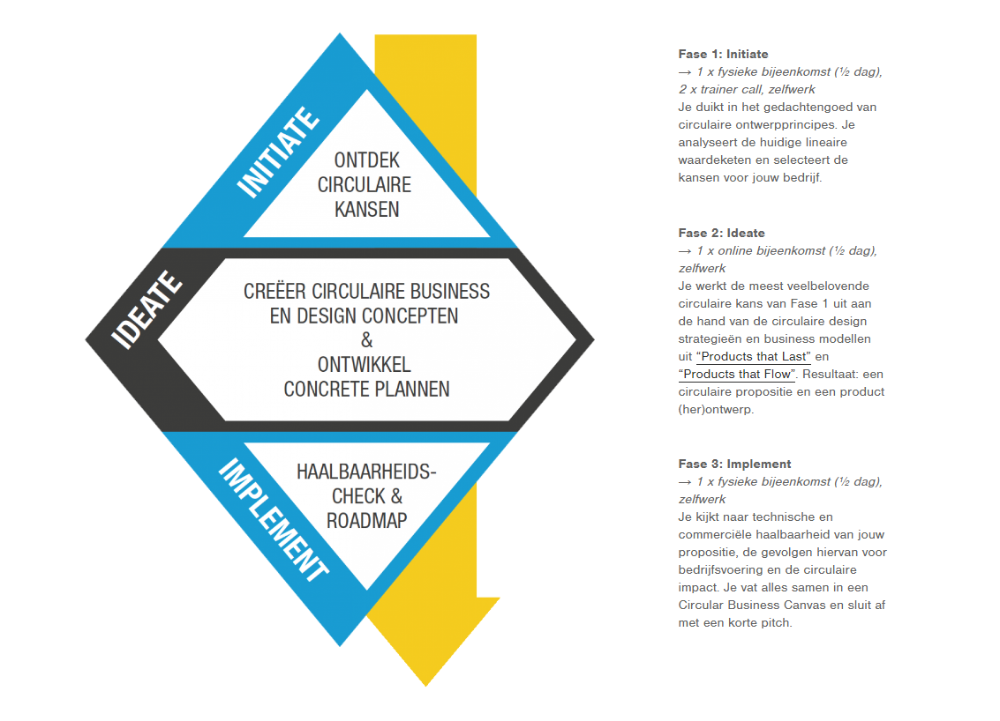 INITIATE
ONTDEK
CIRCULAIRE
KANSEN
IDEATE
CREËER CIRCULAIRE BUSINESS
EN DESIGN CONCEPTEN
&
ONTWIKKEL
CONCRETE PLANNEN
IMPLEMENT
HAALBAARHEIDS-
CHECK &
ROADMAP
Fase 1: Initiate
→ 1 x fysieke bijeenkomst (½ dag),
2 x trainer call, zelfwerk
Je duikt in het gedachtengoed van
circulaire ontwerpprincipes. Je
analyseert de huidige lineaire
waardeketen en selecteert de
kansen voor jouw bedrijf.
Fase 2: Ideate
→ 1 x online bijeenkomst (½ dag),
zelfwerk
Je werkt de meest veelbelovende
circulaire kans van Fase 1 uit aan
de hand van de circulaire design
strategieën en business modellen
uit “Products that Last” en
“Products that Flow”. Resultaat: een
circulaire propositie en een product
(her)ontwerp.
Fase 3: Implement
→ 1 x fysieke bijeenkomst (½ dag),
zelfwerk
Je kijkt naar technische en
commerciële haalbaarheid van jouw
propositie, de gevolgen hiervan voor
bedrijfsvoering en de circulaire
impact. Je vat alles samen in een
Circular Business Canvas en sluit af
met een korte pitch.